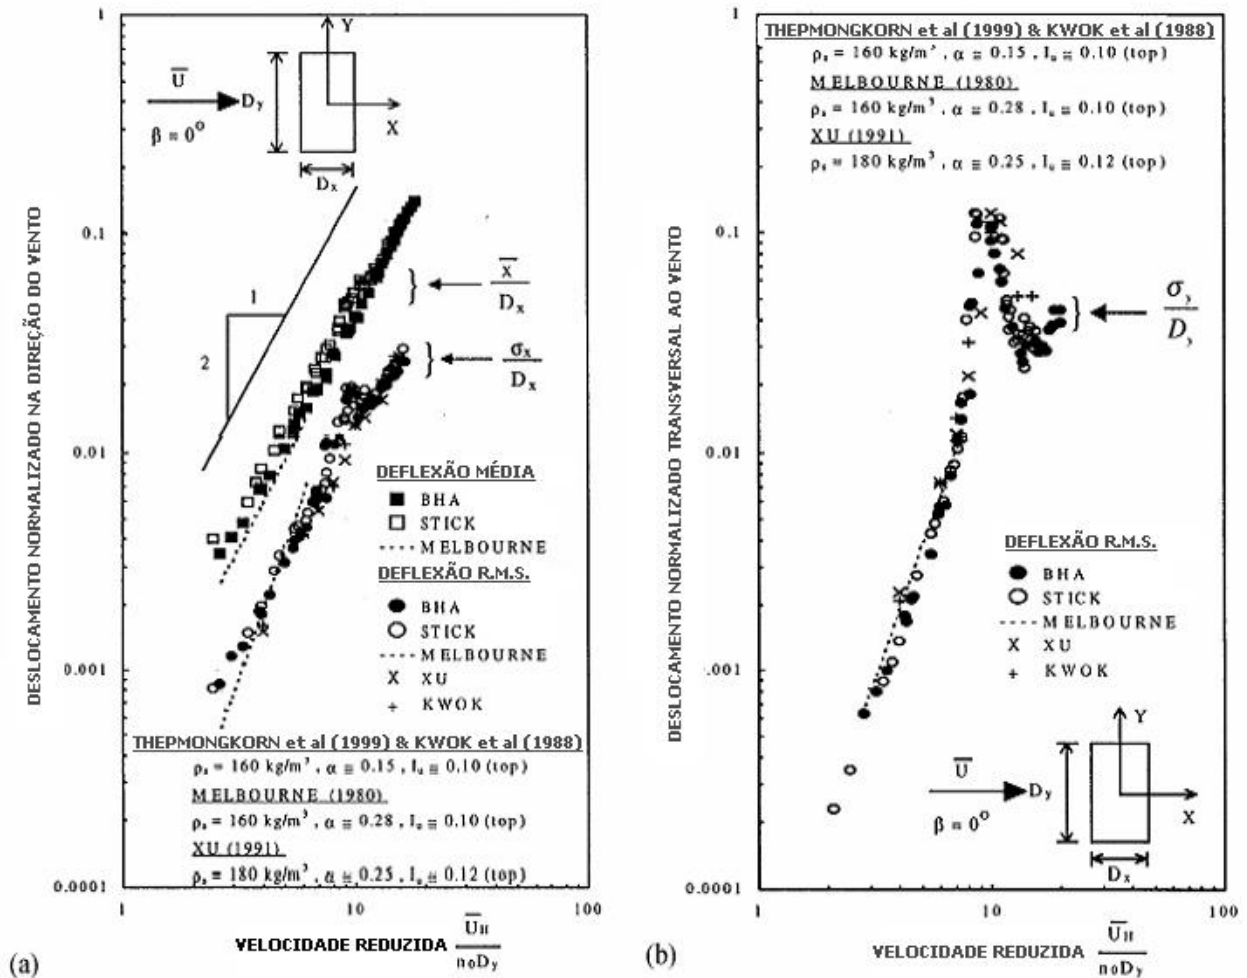 1
Y
U
D_y
β = 0°
X
D_x
DESLOCAMENTO NORMALIZADO NA DIREÇÃO DO VENTO
0.1
1
2
x
D_x
σ_x
D_x
0.01
DEFLEXÃO MÉDIA
BHA
STICK
MELBOURNE
DEFLEXÃO R.M.S.
BHA
STICK
MELBOURNE
XU
KWOK
0.001
THEPMONGKORN et al (1999) & KWOK et al (1988)
ρ_s = 160 kg/m³ , α ≅ 0.15 , I_u ≅ 0.10 (top)
MELBOURNE (1980)
ρ_s = 160 kg/m³ , α ≅ 0.28 , I_u ≅ 0.10 (top)
XU (1991)
ρ_s = 180 kg/m³ , α ≅ 0.25 , I_u ≅ 0.12 (top)
0.0001
1
10
100
VELOCIDADE REDUZIDA U_H
n₀D_y
(a)
1
THEPMONGKORN et al (1999) & KWOK et al (1988)
ρ_s = 160 kg/m³ , α ≅ 0.15 , I_u ≅ 0.10 (top)
MELBOURNE (1980)
ρ_s = 160 kg/m³ , α ≅ 0.28 , I_u ≅ 0.10 (top)
XU (1991)
ρ_s = 180 kg/m³ , α ≅ 0.25 , I_u ≅ 0.12 (top)
DESLOCAMENTO NORMALIZADO TRANSVERSAL AO VENTO
0.1
σ_y
D_y
0.01
DEFLEXÃO R.M.S.
BHA
STICK
MELBOURNE
XU
KWOK
0.001
Y
U
D_y
β = 0°
X
D_x
0.0001
1
10
100
VELOCIDADE REDUZIDA U_H
n₀D_y
(b)